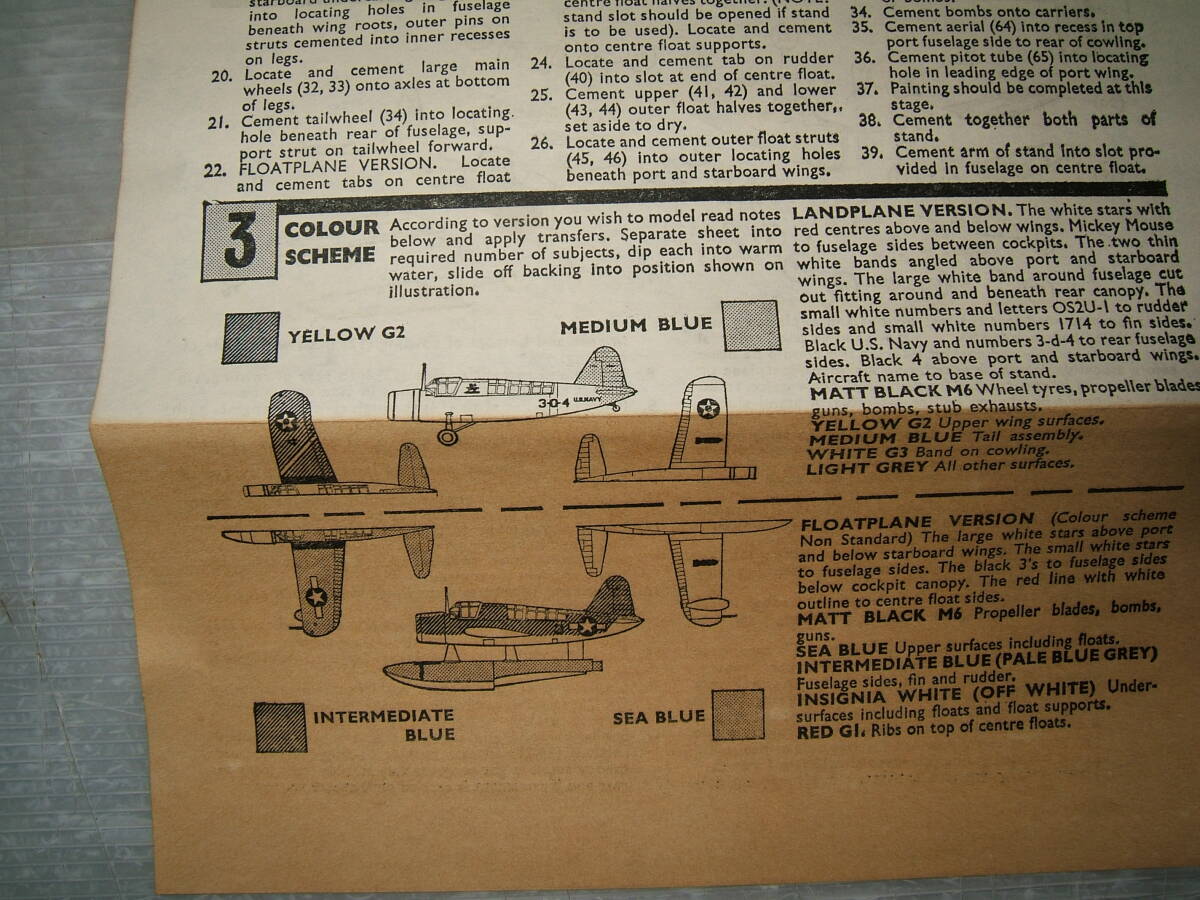 into locating holes in fuselage
beneath wing roots, outer pins on
struts cemented into inner recesses
on legs.
20. Locate and cement large main
wheels (32, 33) onto axles at bottom
of legs.
21. Cement tailwheel (34) into locating.
hole beneath rear of fuselage, sup-
port strut on tailwheel forward.
22. FLOATPLANE VERSION. Locate
and cement tabs on centre float
centre float halves together. (NOTE:
stand slot should be opened if stand
is to be used). Locate and cement
onto centre float supports.
24. Locate and cement tab on rudder
(40) into slot at end of centre float.
25. Cement upper (41, 42) and lower
(43, 44) outer float halves together,,
set aside to dry.
26. Locate and cement outer float struts
(45, 46) into outer locating holes
beneath port and starboard wings.
or bombs.
34. Cement bombs onto carriers.
35. Cement aerial (64) into recess in top
port fuselage side to rear of cowling.
36. Cement pitot tube (65) into locating
hole in leading edge of port wing.
37. Painting should be completed at this
stage.
38. Cement together both parts of
stand.
39. Cement arm of stand into slot pro-
vided in fuselage on centre float.
3 COLOUR
SCHEME
According to version you wish to model read notes
below and apply transfers. Separate sheet into
required number of subjects, dip each into warm
water, slide off backing into position shown on
illustration.
YELLOW G2
MEDIUM BLUE
3-O-4 U.S.NAVY
INTERMEDIATE
BLUE
SEA BLUE
LANDPLANE VERSION. The white stars with
red centres above and below wings. Mickey Mouse
to fuselage sides between cockpits. The two thin
white bands angled above port and starboard
wings. The large white band around fuselage cut
out fitting around and beneath rear canopy. The
small white numbers and letters OS2U-1 to rudder
sides and small white numbers 1714 to fin sides.
Black U.S. Navy and numbers 3-d-4 to rear fuselage
sides. Black 4 above port and starboard wings.
Aircraft name to base of stand.
MATT BLACK M6 Wheel tyres, propeller blades
guns, bombs, stub exhausts.
YELLOW G2 Upper wing surfaces.
MEDIUM BLUE Tail assembly.
WHITE G3 Band on cowling.
LIGHT GREY All other surfaces.
FLOATPLANE VERSION (Colour scheme
Non Standard) The large white stars above port
and below starboard wings. The small white stars
to fuselage sides. The black 3's to fuselage sides
below cockpit canopy. The red line with white
outline to centre float sides.
MATT BLACK M6 Propeller blades, bombs,
guns.
SEA BLUE Upper surfaces including floats.
INTERMEDIATE BLUE (PALE BLUE GREY)
Fuselage sides, fin and rudder.
INSIGNIA WHITE (OFF WHITE) Under-
surfaces including floats and float supports.
RED G1. Ribs on top of centre floats.